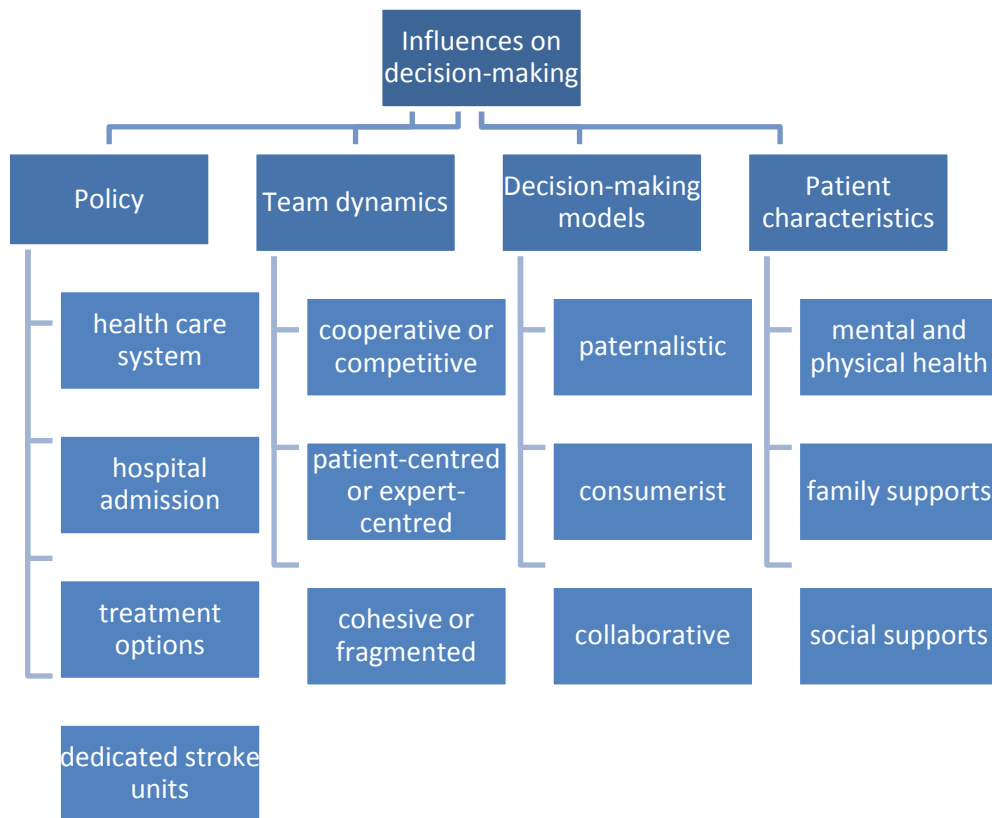 Influences on
decision-making
Policy
Team dynamics
Decision-making
models
Patient
characteristics
health care
system
hospital
admission
treatment
options
dedicated stroke
units
cooperative or
competitive
patient-centred
or expert-
centred
cohesive or
fragmented
paternalistic
consumerist
collaborative
mental and
physical health
family supports
social supports